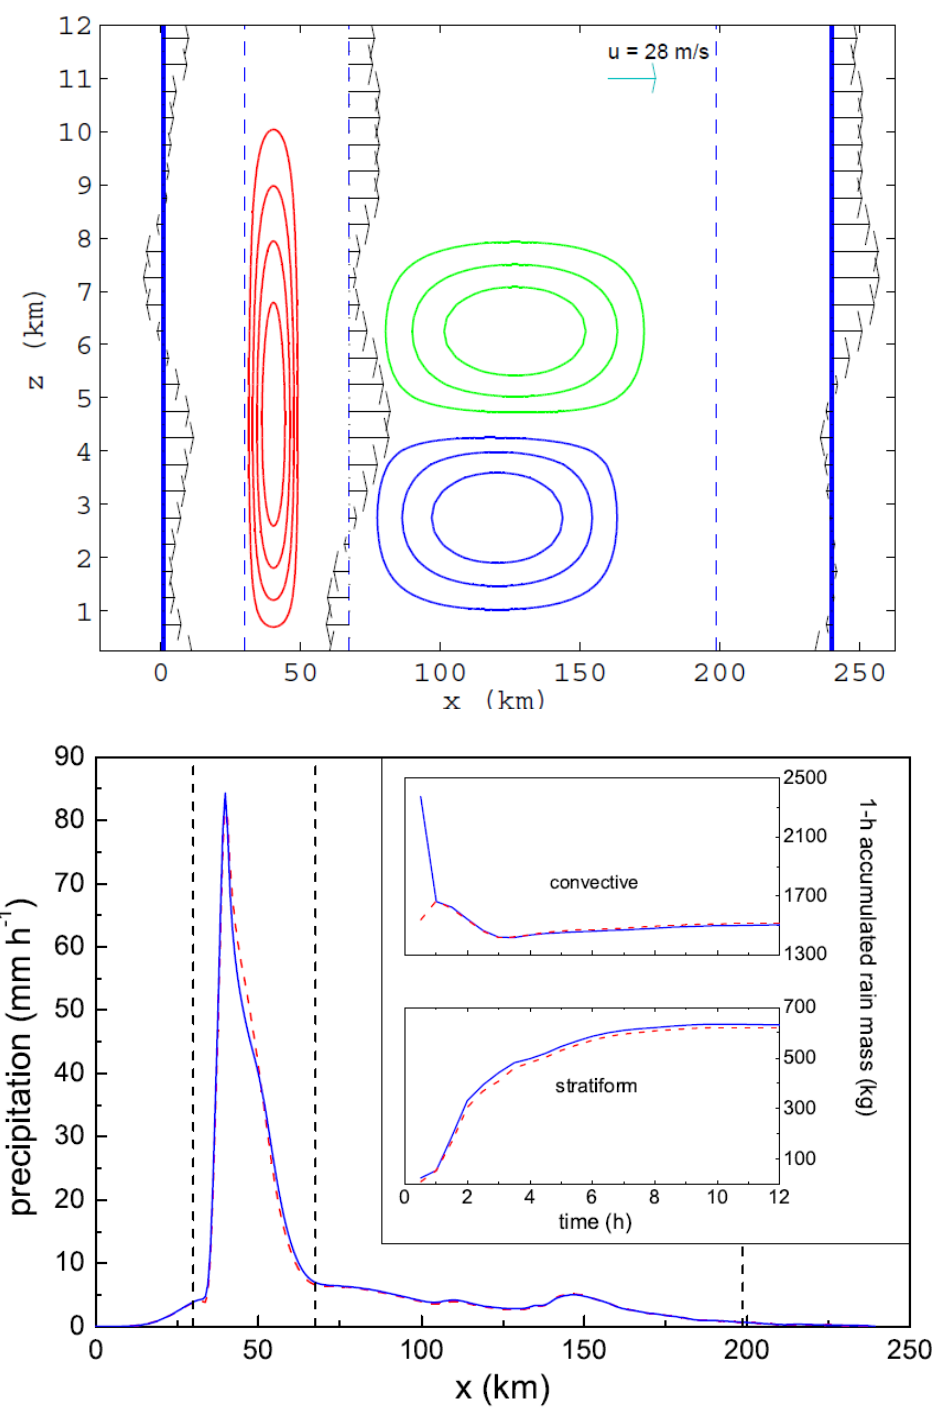 12
11
10
9
8
7
6
5
4
3
2
1
z (km)
u = 28 m/s
0 50 100 150 200 250
x (km)
90
80
70
60
50
40
30
20
10
0
precipitation (mm h⁻¹)
2500
2100
1700
1300
convective
700
500
300
100
stratiform
1-h accumulated rain mass (kg)
0 2 4 6 8 10 12
time (h)
0 50 100 150 200 250
x (km)